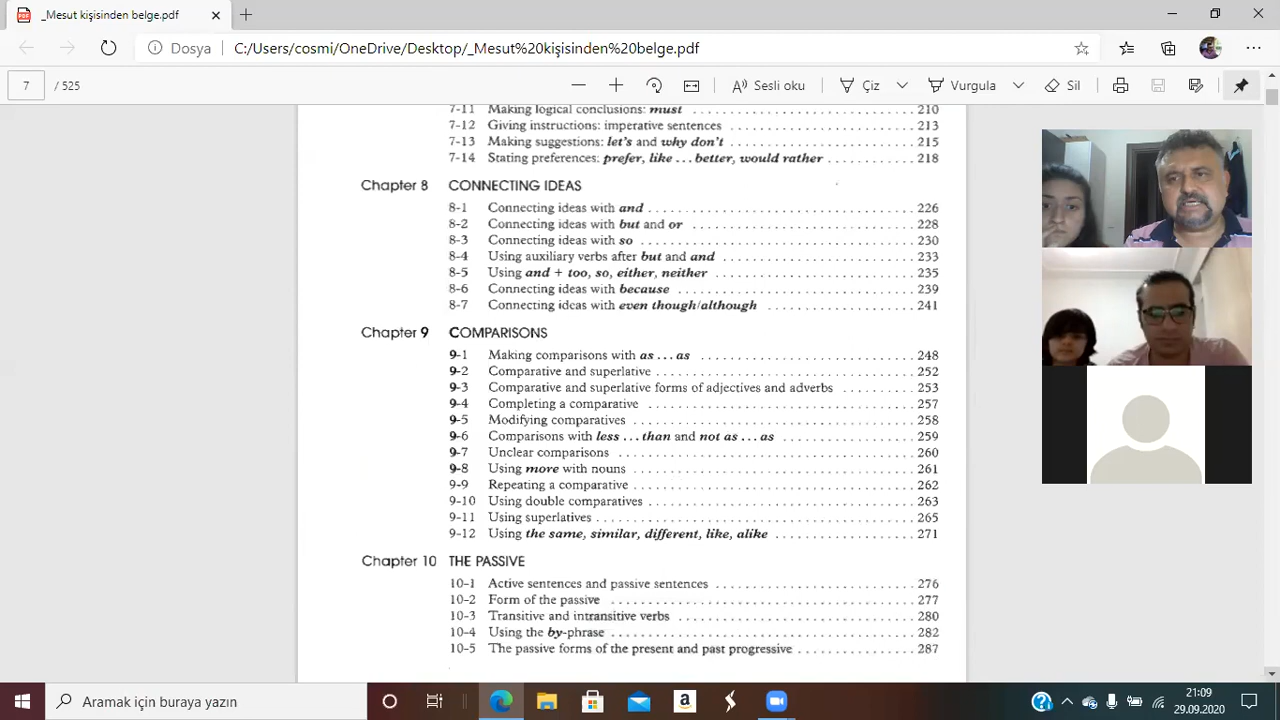 _Mesut kişisinden belge.pdf
Dosya C:/Users/cosmi/OneDrive/Desktop/_Mesut%20kişisinden%20belge.pdf
7 / 525 Sesli oku Çiz Vurgula Sil
7-11 Making logical conclusions: must 210
7-12 Giving instructions: imperative sentences 213
7-13 Making suggestions: let's and why don't 215
7-14 Stating preferences: prefer, like ... better, would rather 218
Chapter 8 CONNECTING IDEAS
8-1 Connecting ideas with and 226
8-2 Connecting ideas with but and or 228
8-3 Connecting ideas with so 230
8-4 Using auxiliary verbs after but and and 233
8-5 Using and + too, so, either, neither 235
8-6 Connecting ideas with because 239
8-7 Connecting ideas with even though/although 241
Chapter 9 COMPARISONS
9-1 Making comparisons with as ... as 248
9-2 Comparative and superlative 252
9-3 Comparative and superlative forms of adjectives and adverbs 253
9-4 Completing a comparative 257
9-5 Modifying comparatives 258
9-6 Comparisons with less ... than and not as ... as 259
9-7 Unclear comparisons 260
9-8 Using more with nouns 261
9-9 Repeating a comparative 262
9-10 Using double comparatives 263
9-11 Using superlatives 265
9-12 Using the same, similar, different, like, alike 271
Chapter 10 THE PASSIVE
10-1 Active sentences and passive sentences 276
10-2 Form of the passive 277
10-3 Transitive and intransitive verbs 280
10-4 Using the by-phrase 282
10-5 The passive forms of the present and past progressive 287
Aramak için buraya yazın
21:09
29.09.2020